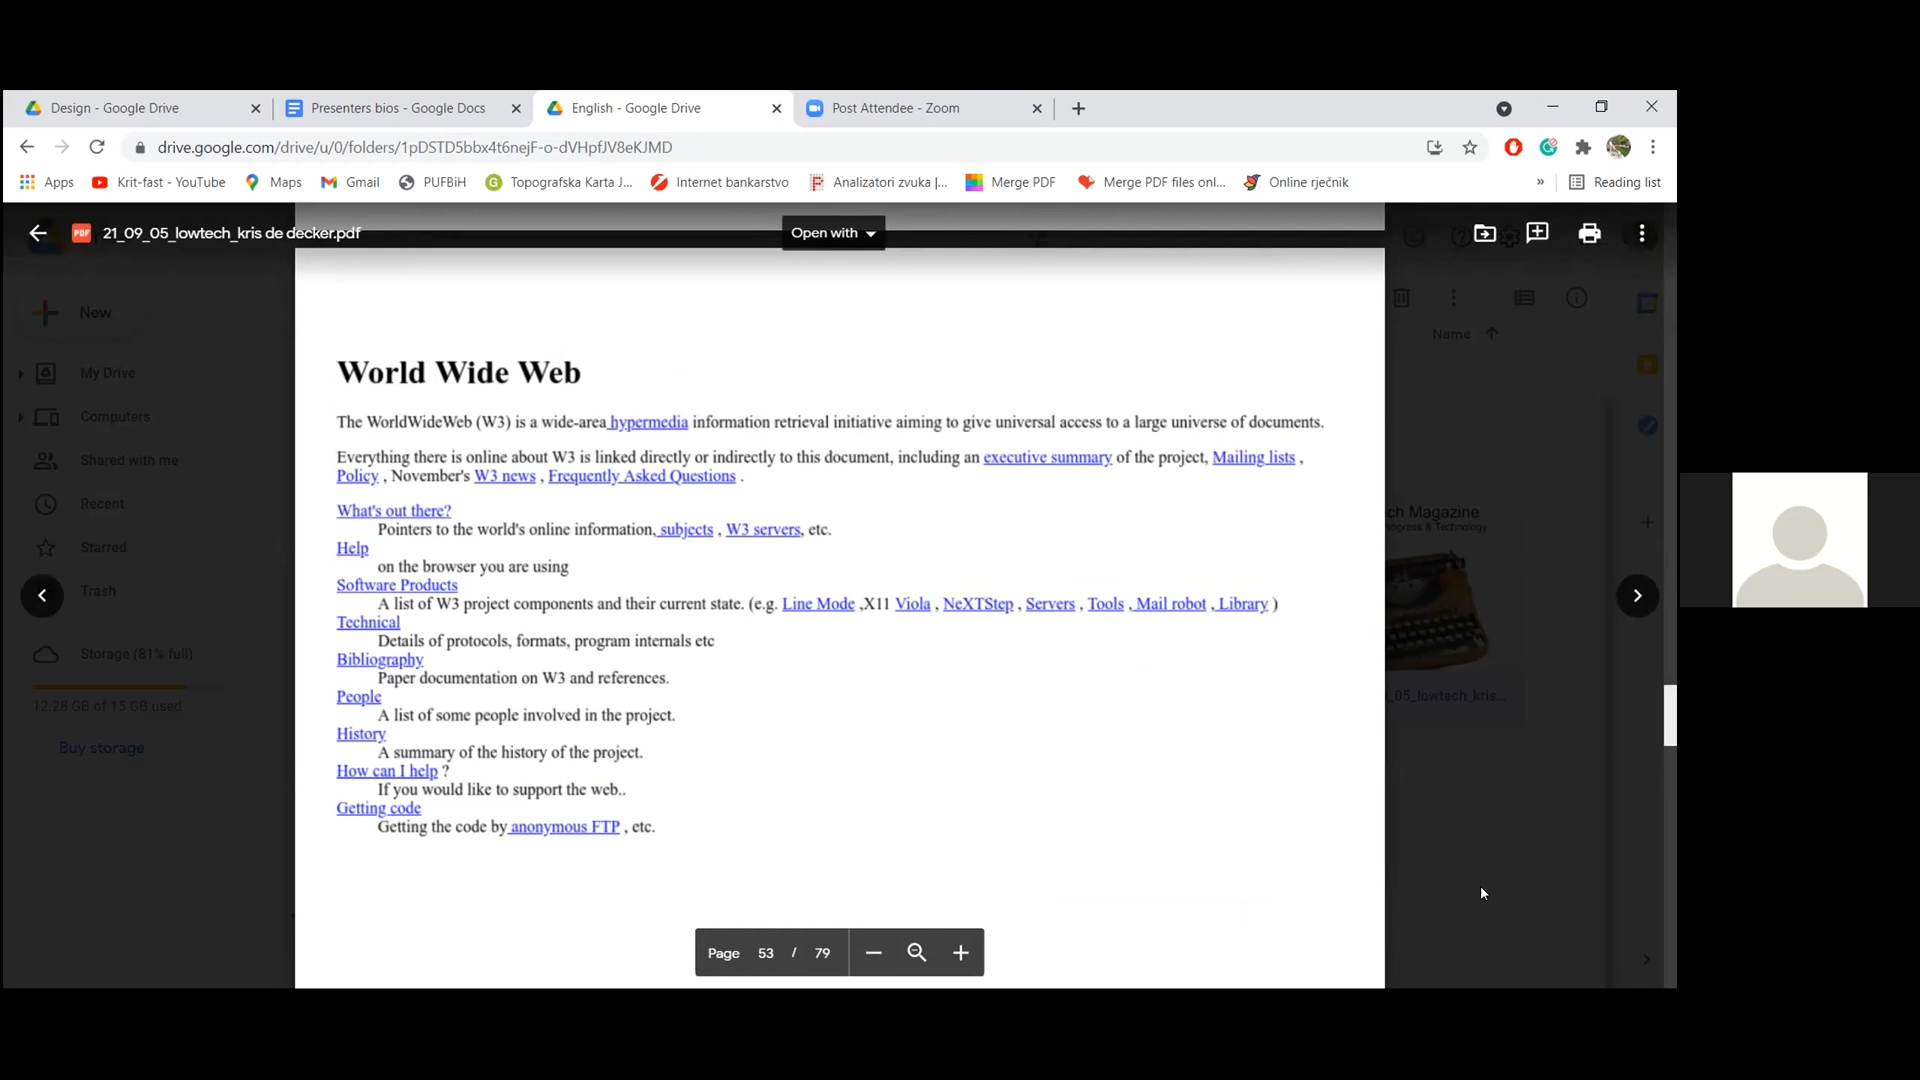 Design - Google Drive
Presenters bios - Google Docs
English - Google Drive
Post Attendee - Zoom
drive.google.com/drive/u/0/folders/1pDSTD5bbx4t6nejF-o-dVHpfJV8eKJMD
Apps
Krit-fast - YouTube
Maps
Gmail
PUFBiH
Topografska Karta J...
Internet bankarstvo
Analizatori zvuka |...
Merge PDF
Merge PDF files onl...
Online rječnik
»
Reading list
PDF
21_09_05_lowtech_kris de decker.pdf
Open with
New
My Drive
Computers
Shared with me
Recent
Starred
Trash
Storage (81% full)
12.28 GB of 15 GB used
Buy storage
Name
World Wide Web
The WorldWideWeb (W3) is a wide-area hypermedia information retrieval initiative aiming to give universal access to a large universe of documents.
Everything there is online about W3 is linked directly or indirectly to this document, including an executive summary of the project, Mailing lists ,
Policy , November's W3 news , Frequently Asked Questions .
What's out there?
Pointers to the world's online information, subjects , W3 servers, etc.
Help
on the browser you are using
Software Products
A list of W3 project components and their current state. (e.g. Line Mode ,X11 Viola , NeXTStep , Servers , Tools , Mail robot , Library )
Technical
Details of protocols, formats, program internals etc
Bibliography
Paper documentation on W3 and references.
People
A list of some people involved in the project.
History
A summary of the history of the project.
How can I help ?
If you would like to support the web..
Getting code
Getting the code by anonymous FTP , etc.
ch Magazine
Progress & Technology
_05_lowtech_kris...
Page 53 / 79